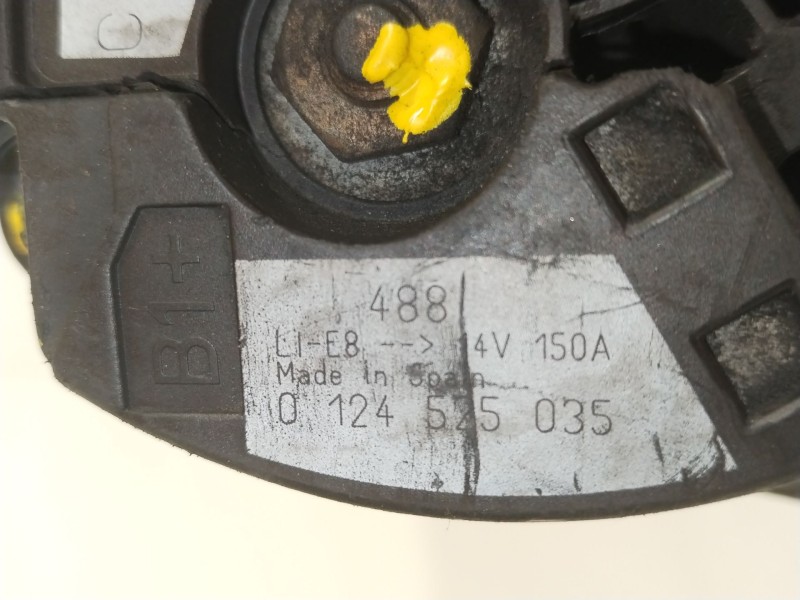 B1+
488
LI-E8 --> 14V 150A
Made in Spain
0 124 525 035